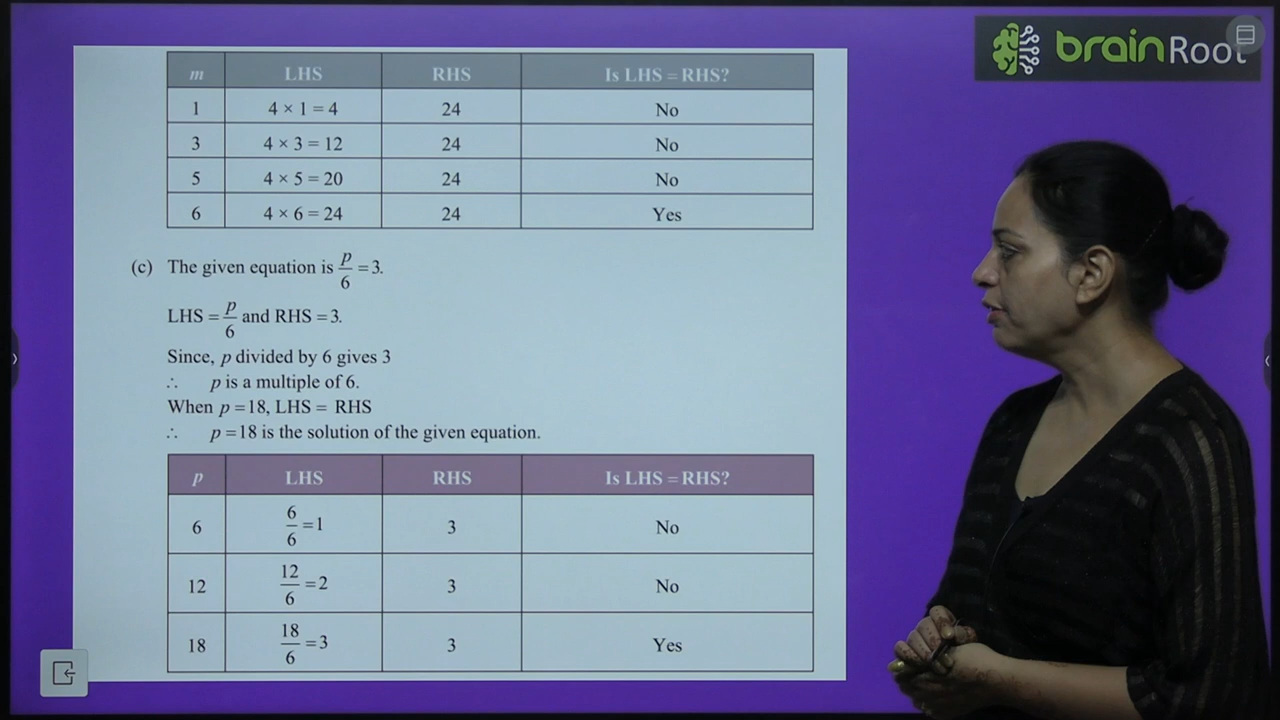 brainRoot
m LHS RHS Is LHS = RHS?
1 4 × 1 = 4 24 No
3 4 × 3 = 12 24 No
5 4 × 5 = 20 24 No
6 4 × 6 = 24 24 Yes
(c) The given equation is p/6 = 3.
LHS = p/6 and RHS = 3.
Since, p divided by 6 gives 3
∴ p is a multiple of 6.
When p = 18, LHS = RHS
∴ p = 18 is the solution of the given equation.
p LHS RHS Is LHS = RHS?
6 6/6 = 1 3 No
12 12/6 = 2 3 No
18 18/6 = 3 3 Yes